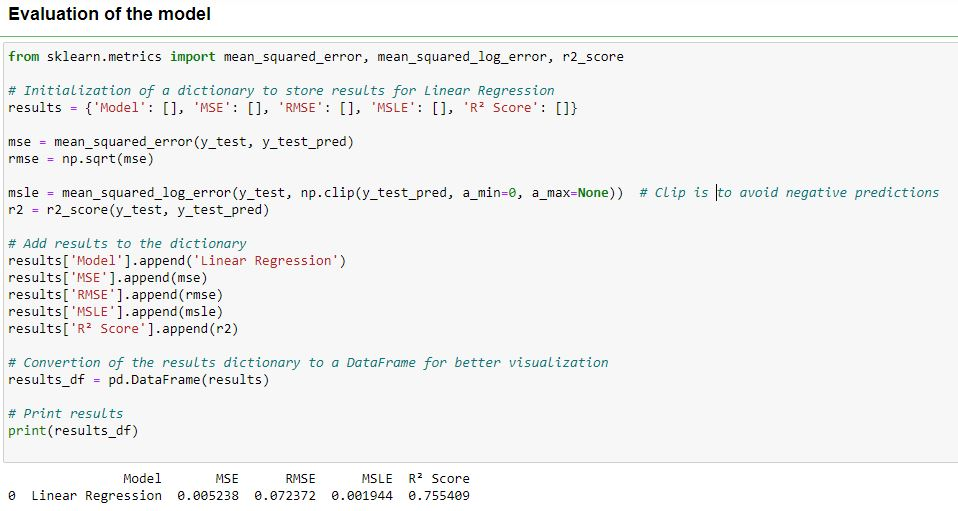 Evaluation of the model
from sklearn.metrics import mean_squared_error, mean_squared_log_error, r2_score
# Initialization of a dictionary to store results for Linear Regression
results = {'Model': [], 'MSE': [], 'RMSE': [], 'MSLE': [], 'R² Score': []}
mse = mean_squared_error(y_test, y_test_pred)
rmse = np.sqrt(mse)
msle = mean_squared_log_error(y_test, np.clip(y_test_pred, a_min=0, a_max=None))  # Clip is to avoid negative predictions
r2 = r2_score(y_test, y_test_pred)
# Add results to the dictionary
results['Model'].append('Linear Regression')
results['MSE'].append(mse)
results['RMSE'].append(rmse)
results['MSLE'].append(msle)
results['R² Score'].append(r2)
# Convertion of the results dictionary to a DataFrame for better visualization
results_df = pd.DataFrame(results)
# Print results
print(results_df)
Model MSE RMSE MSLE R² Score
0 Linear Regression 0.005238 0.072372 0.001944 0.755409